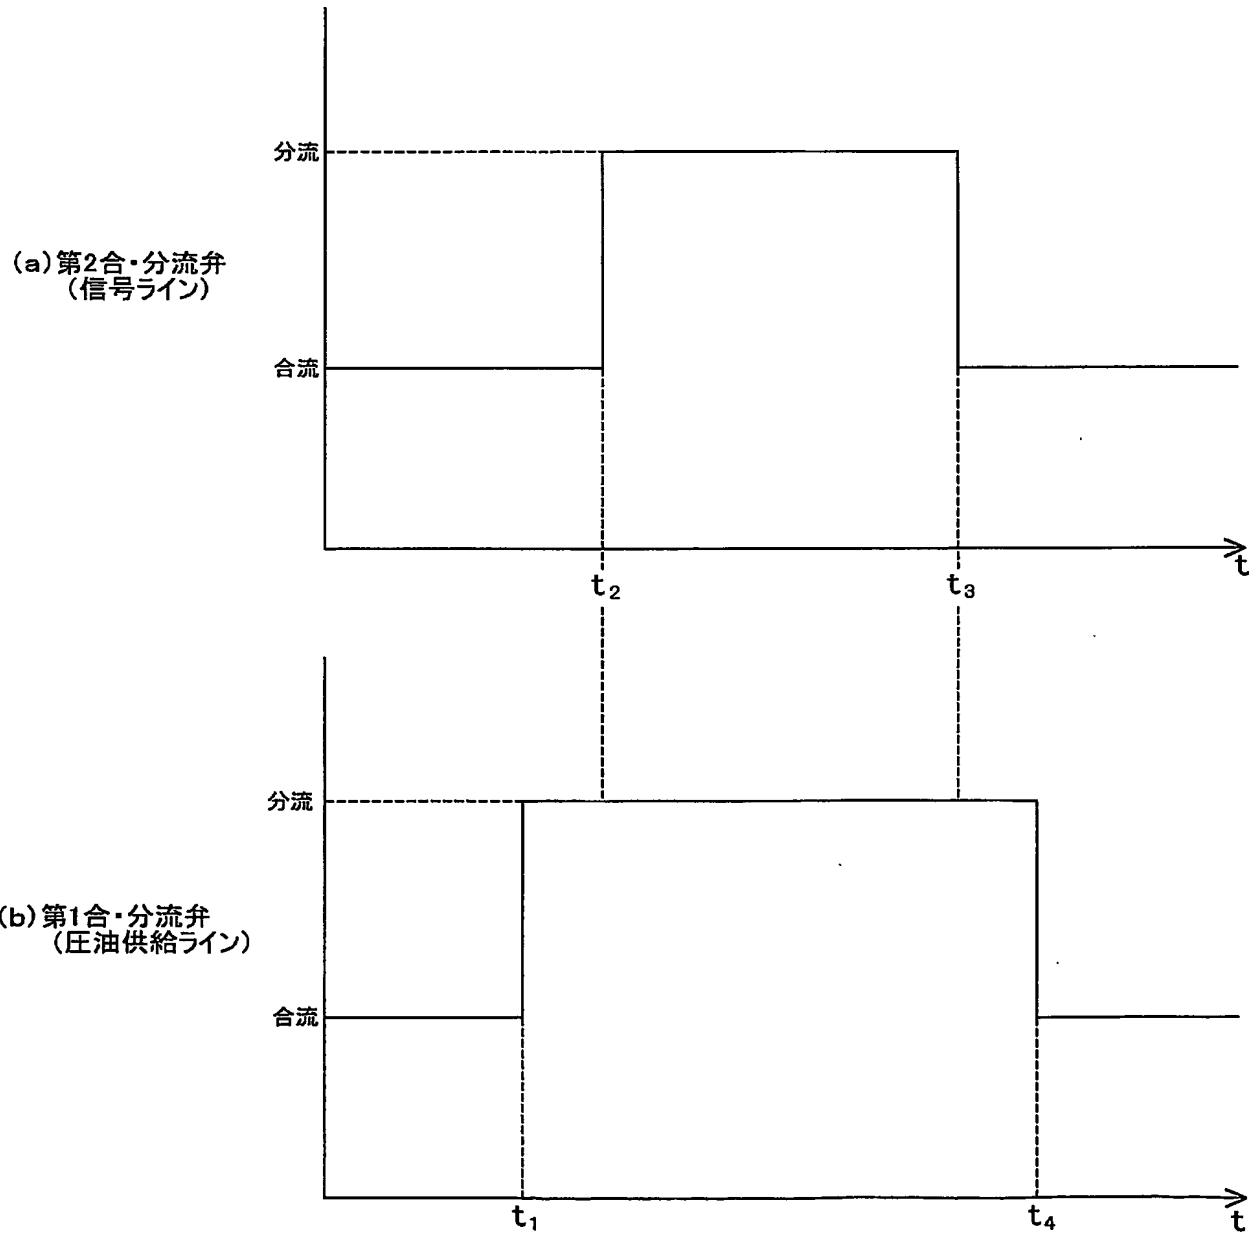 分流
(a)第2合・分流弁
(信号ライン)
合流
t
t₂
t₃
分流
(b)第1合・分流弁
(圧油供給ライン)
合流
t₁
t₄
t